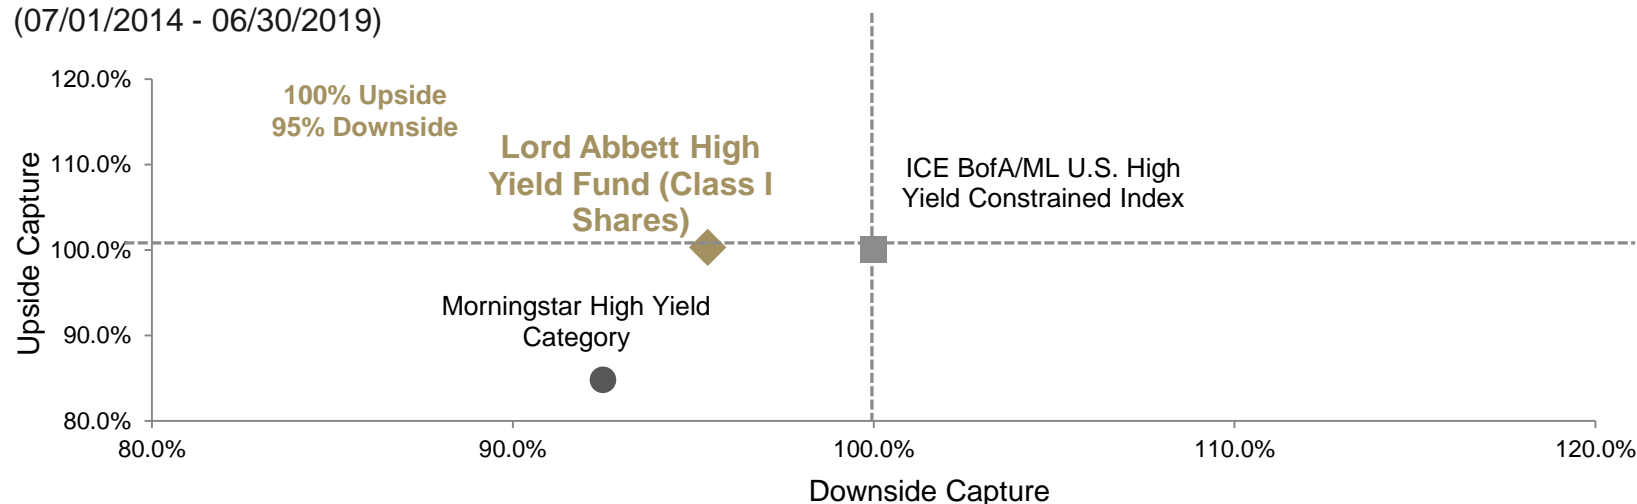 (07/01/2014 - 06/30/2019)
120.0%
100% Upside
95% Downside
Lord Abbett High
Yield Fund (Class I
Shares)
ICE BofA/ML U.S. High
Yield Constrained Index
110.0%
Upside Capture
100.0%
Morningstar High Yield
Category
90.0%
80.0%
80.0%
90.0%
100.0%
110.0%
120.0%
Downside Capture